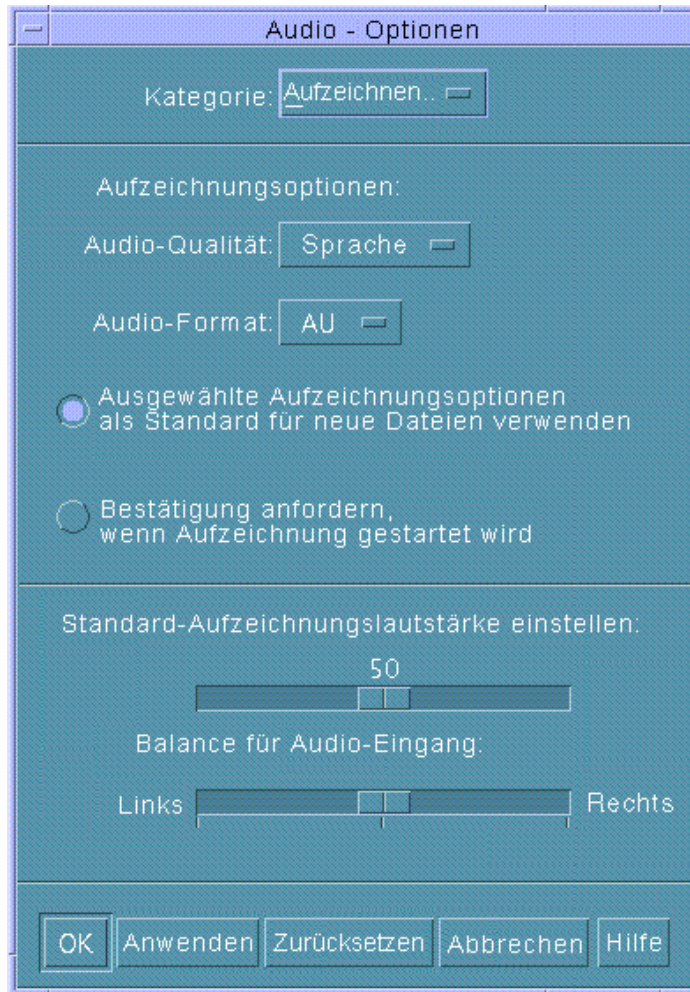 Audio - Optionen
Kategorie: Aufzeichnen..
Aufzeichnungsoptionen:
Audio-Qualität: Sprache
Audio-Format: AU
Ausgewählte Aufzeichnungsoptionen
als Standard für neue Dateien verwenden
Bestätigung anfordern,
wenn Aufzeichnung gestartet wird
Standard-Aufzeichnungslautstärke einstellen:
50
Balance für Audio-Eingang:
Links Rechts
OK Anwenden Zurücksetzen Abbrechen Hilfe